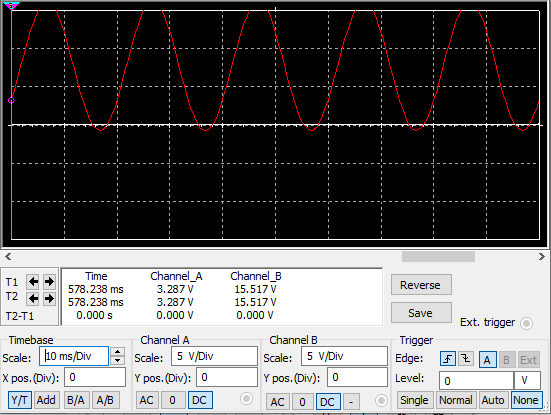 T1
T2
T2-T1
Time Channel_A Channel_B
578.238 ms 3.287 V 15.517 V
578.238 ms 3.287 V 15.517 V
0.000 s 0.000 V 0.000 V
Reverse
Save
Ext. trigger
Timebase
Scale: 10 ms/Div
X pos.(Div): 0
Y/T Add B/A A/B
Channel A
Scale: 5 V/Div
Y pos.(Div): 0
AC 0 DC
Channel B
Scale: 5 V/Div
Y pos.(Div): 0
AC 0 DC -
Trigger
Edge: A B Ext
Level: 0 V
Single Normal Auto None